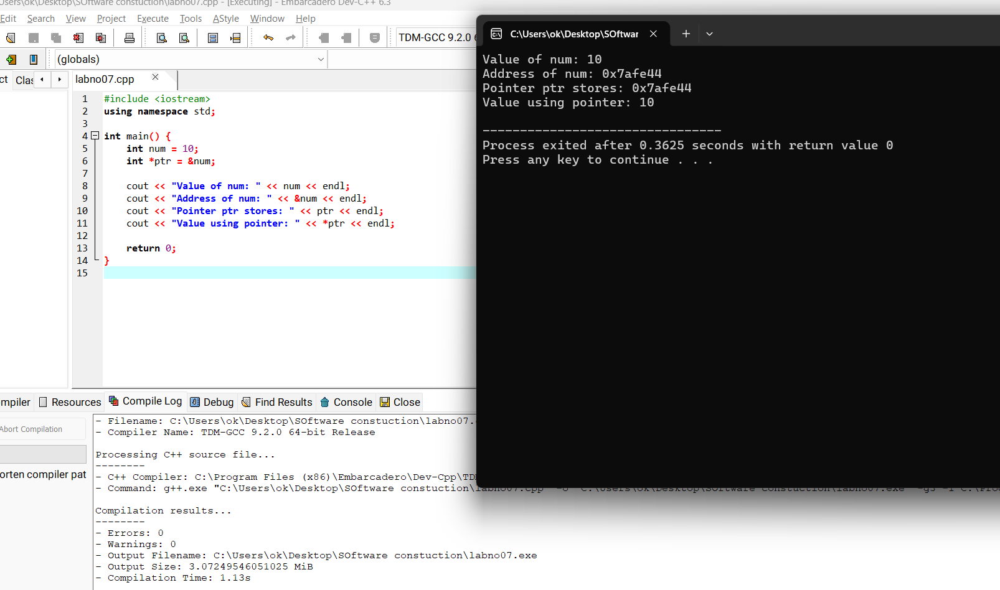 Users\ok\Desktop\SOftware constuction\labno07.cpp - [Executing] - Embarcadero Dev-C++ 6.3
Edit Search View Project Execute Tools AStyle Window Help
TDM-GCC 9.2.0
(globals)
labno07.cpp
1 #include <iostream>
2 using namespace std;
3
4 int main() {
5 int num = 10;
6 int *ptr = &num;
7
8 cout << "Value of num: " << num << endl;
9 cout << "Address of num: " << &num << endl;
10 cout << "Pointer ptr stores: " << ptr << endl;
11 cout << "Value using pointer: " << *ptr << endl;
12
13 return 0;
14 }
15
C:\Users\ok\Desktop\SOftwar
Value of num: 10
Address of num: 0x7afe44
Pointer ptr stores: 0x7afe44
Value using pointer: 10
--------------------------------
Process exited after 0.3625 seconds with return value 0
Press any key to continue . . .
mpiler Resources Compile Log Debug Find Results Console Close
Abort Compilation
orten compiler pat
- Filename: C:\Users\ok\Desktop\SOftware constuction\labno07.
- Compiler Name: TDM-GCC 9.2.0 64-bit Release
Processing C++ source file...
--------
- C++ Compiler: C:\Program Files (x86)\Embarcadero\Dev-Cpp\TD
- Command: g++.exe "C:\Users\ok\Desktop\SOftware constuction\labno07.cpp" -o "C:\Users\ok\Desktop\SOftware constuction\labno07.exe" -g3
Compilation results...
--------
- Errors: 0
- Warnings: 0
- Output Filename: C:\Users\ok\Desktop\SOftware constuction\labno07.exe
- Output Size: 3.07249546051025 MiB
- Compilation Time: 1.13s